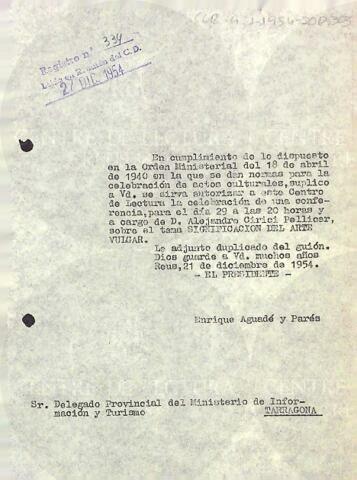 Registro nº 334
Leído en Reunión del C.D.
27 DIC. 1954
En cumplimiento de lo dispuesto
en la Orden Ministerial del 18 de abril
de 1940 en la que se dan normas para la
celebración de actos culturales, suplico
a Vd. se sirva autorizar a este Centro
de Lectura la celebración de una confe-
rencia, para el día 29 a las 20 horas y
a cargo de D. Alejandro Cirici Pellicer,
sobre el tema SIGNIFICACION DEL ARTE
VULGAR.
Le adjunto duplicado del guión.
Dios guarde a Vd. muchos años
Reus, 21 de diciembre de 1954.
- EL PRESIDENTE -
Enrique Aguadé y Parés
Sr. Delegado Provincial del Ministerio de Infor-
mación y Turismo TARRAGONA